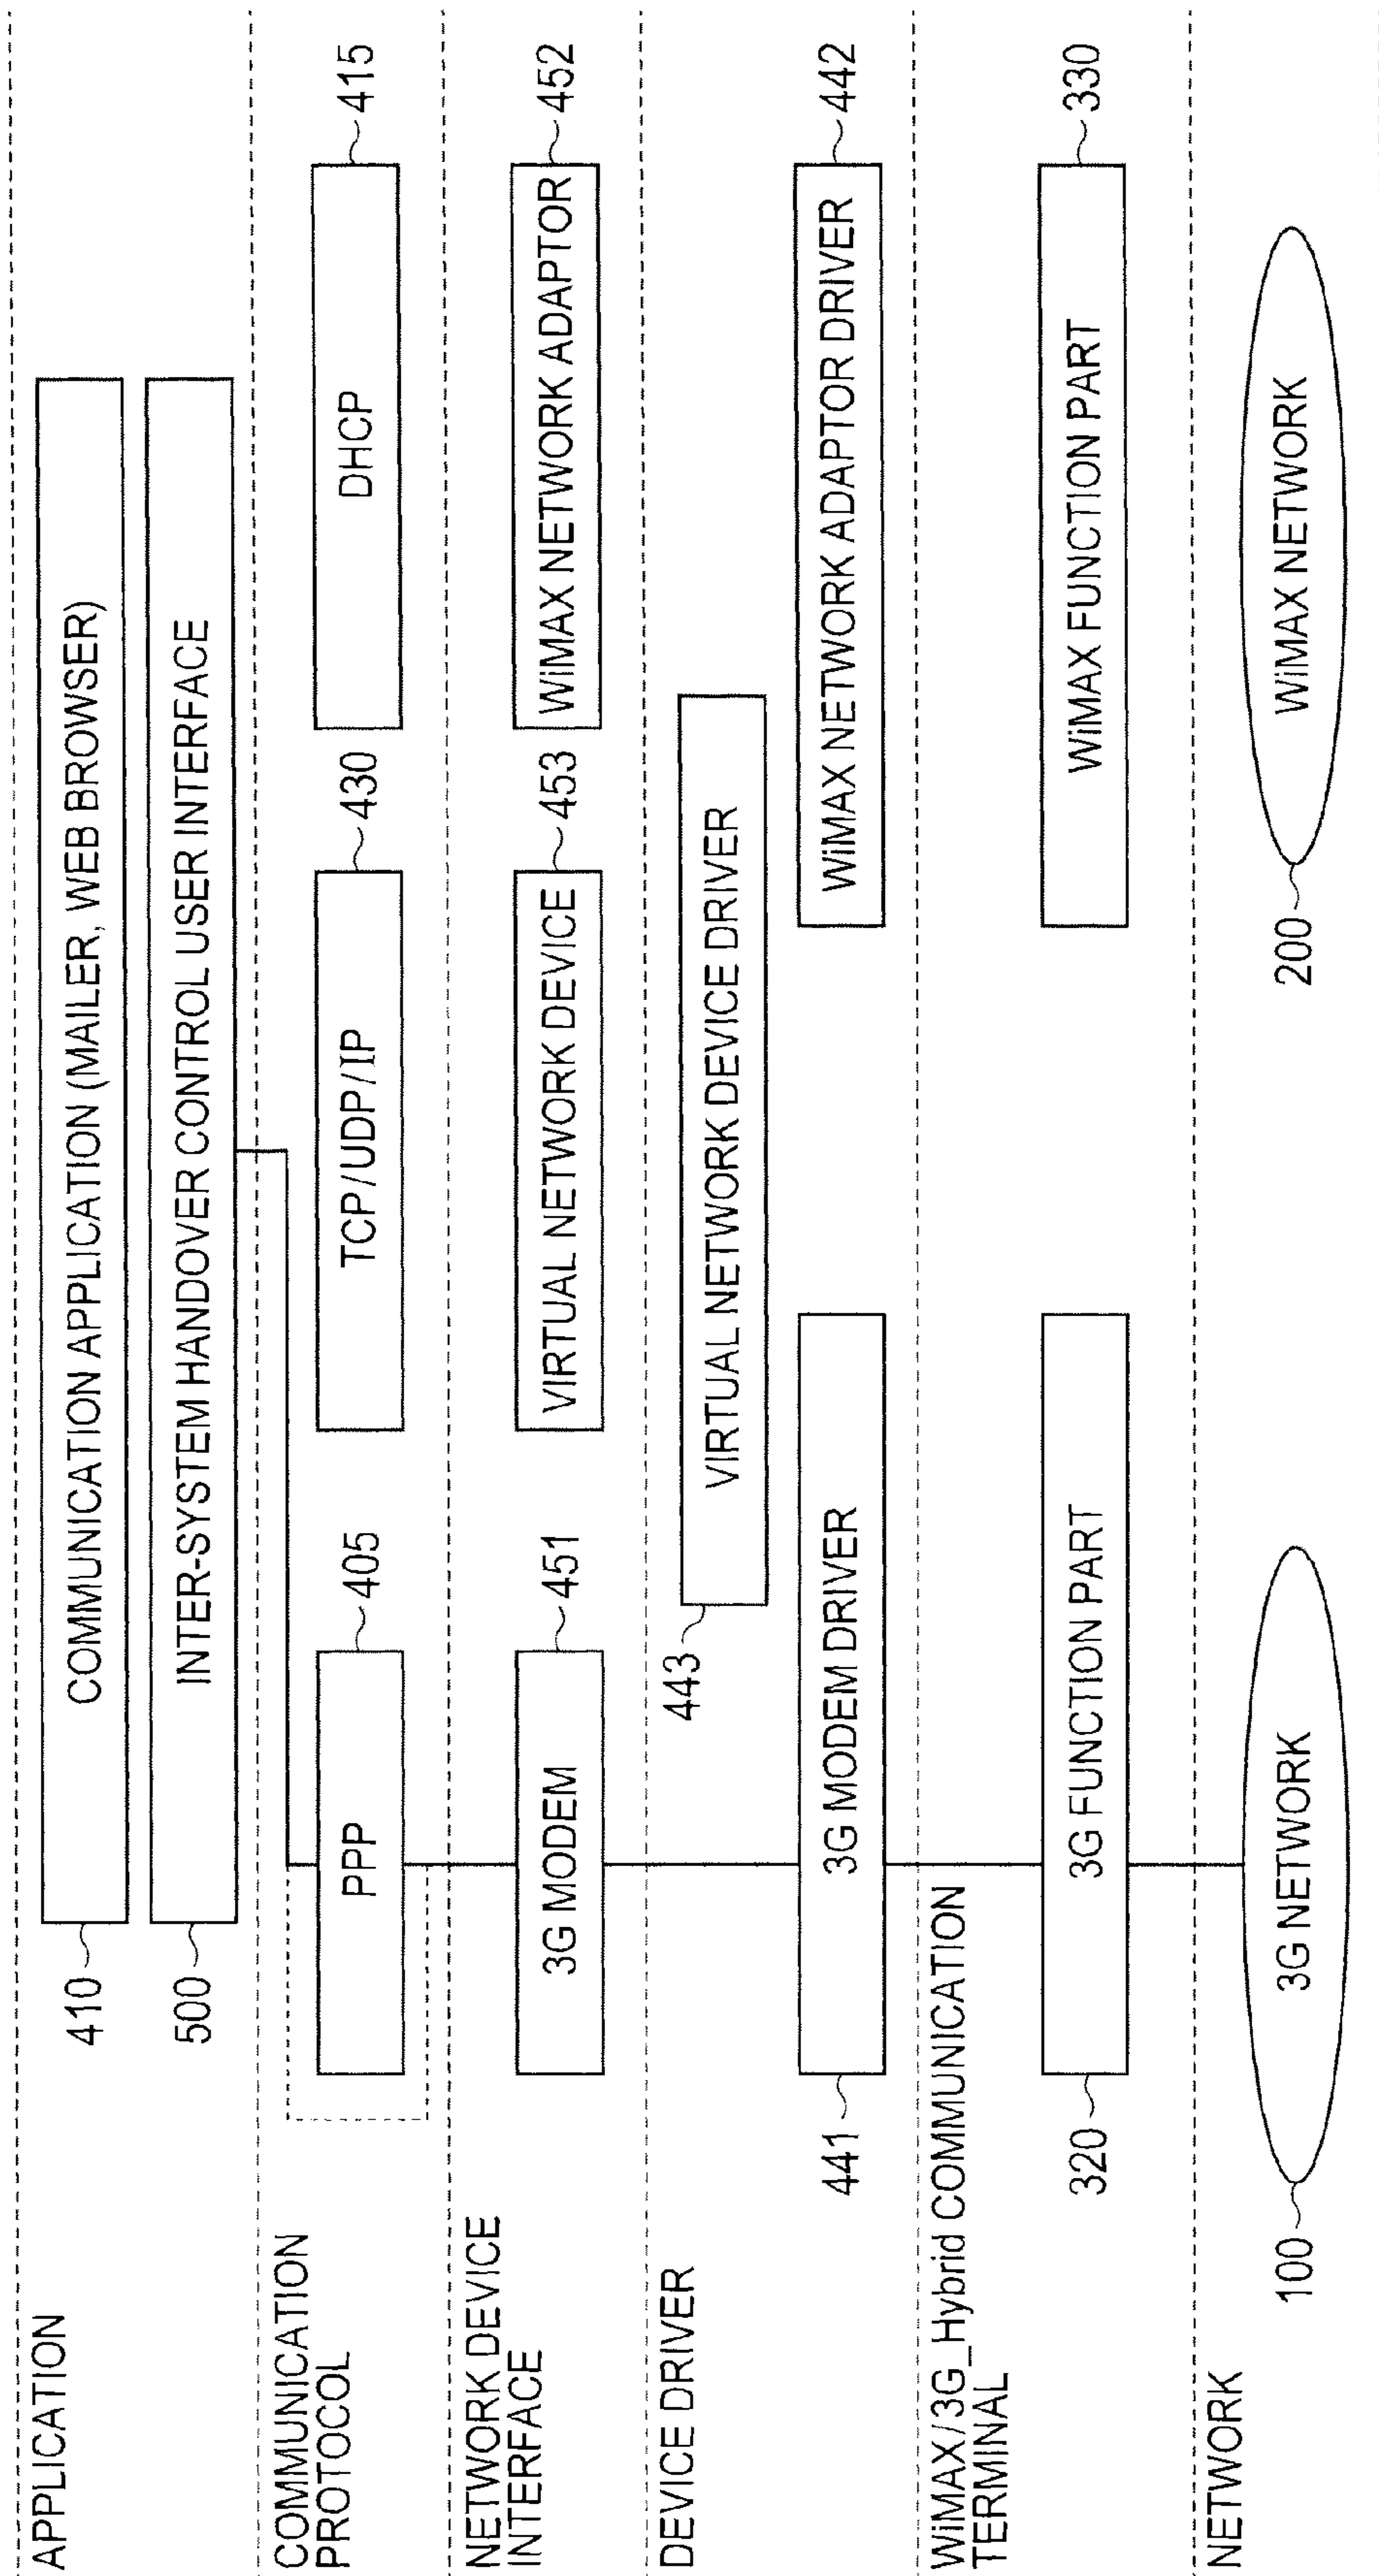 APPLICATION
COMMUNICATION APPLICATION (MAILER, WEB BROWSER)
410
INTER-SYSTEM HANDOVER CONTROL USER INTERFACE
500
COMMUNICATION
PROTOCOL
PPP
405
TCP/UDP/IP
430
DHCP
415
NETWORK DEVICE
INTERFACE
3G MODEM
451
VIRTUAL NETWORK DEVICE
453
WiMAX NETWORK ADAPTOR
452
DEVICE DRIVER
443
VIRTUAL NETWORK DEVICE DRIVER
441
3G MODEM DRIVER
WiMAX NETWORK ADAPTOR DRIVER
442
WiMAX/3G_Hybrid COMMUNICATION
TERMINAL
320
3G FUNCTION PART
WiMAX FUNCTION PART
330
NETWORK
100
3G NETWORK
200
WiMAX NETWORK